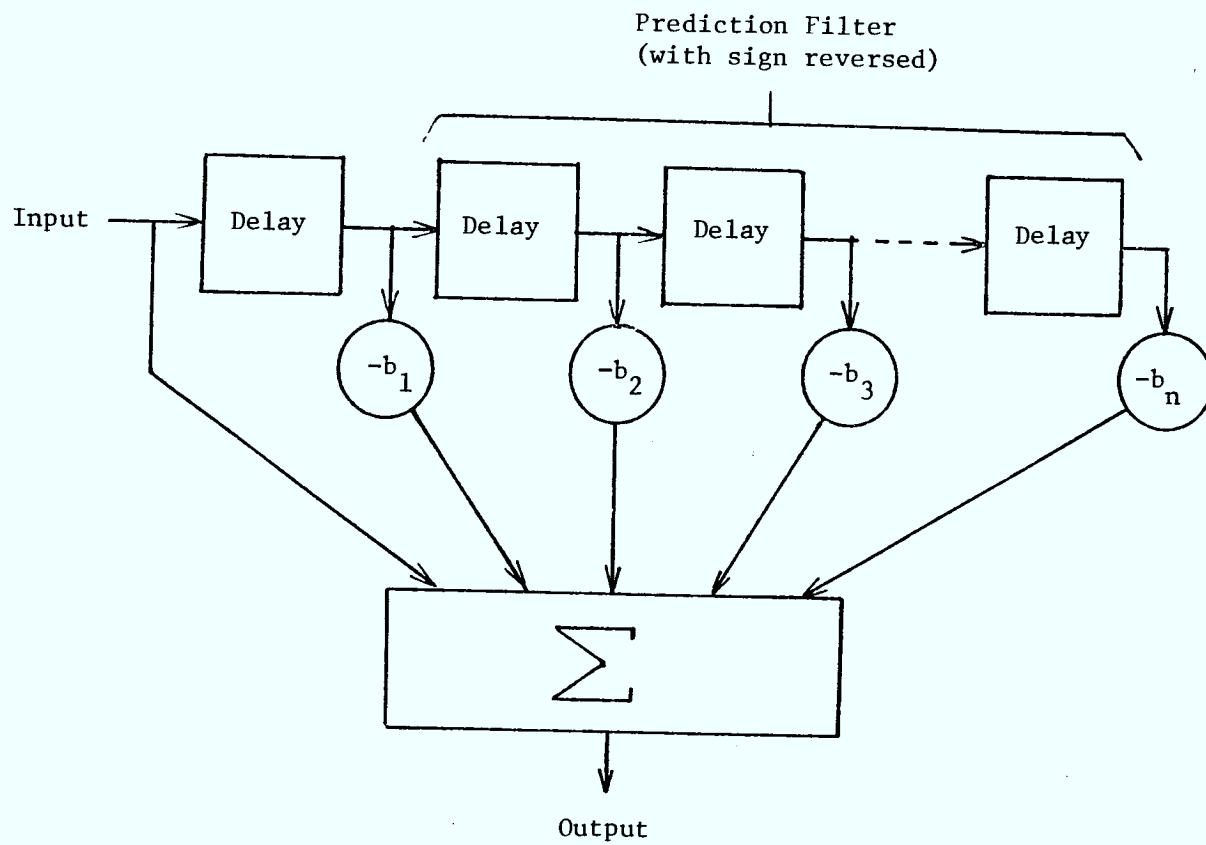 Prediction Filter
(with sign reversed)
Input
Delay
Delay
Delay
Delay
-b1
-b2
-b3
-bn
Σ
Output